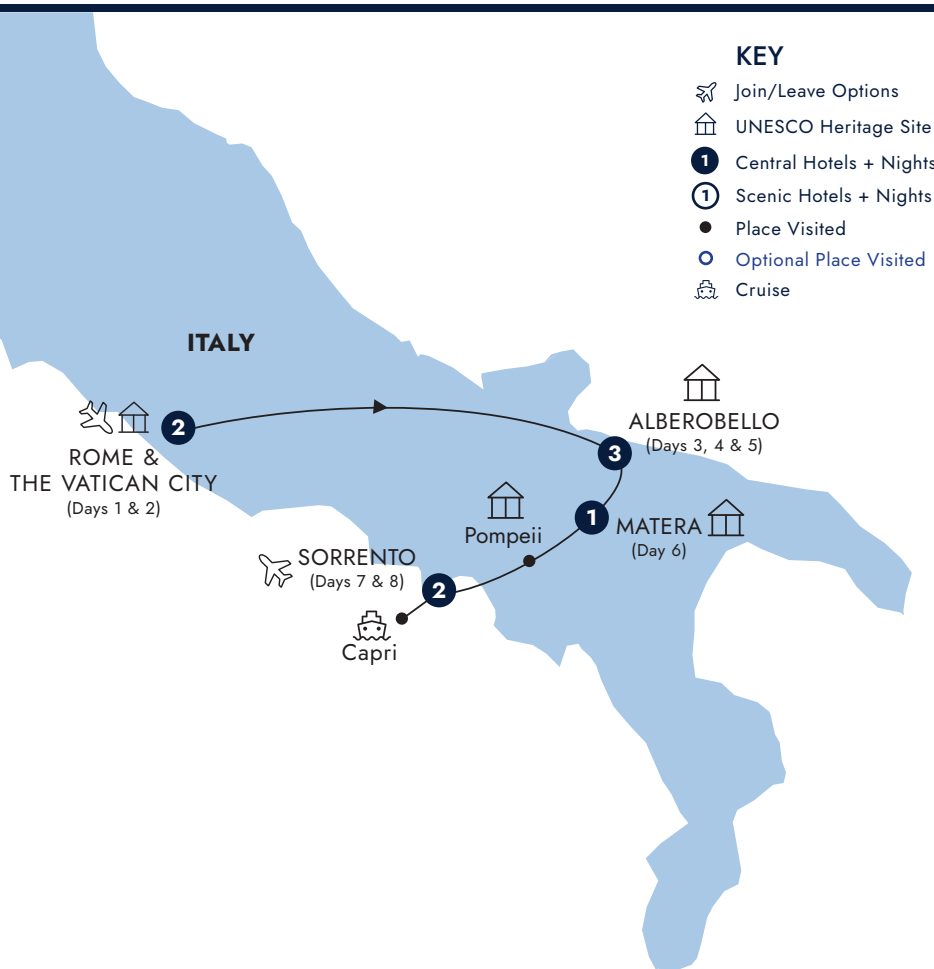 KEY
Join/Leave Options
UNESCO Heritage Site
1 Central Hotels + Nights
1 Scenic Hotels + Nights
Place Visited
Optional Place Visited
Cruise
ITALY
ALBEROBELLO
(Days 3, 4 & 5)
2
3
ROME &
THE VATICAN CITY
(Days 1 & 2)
1
MATERA
(Day 6)
Pompeii
SORRENTO
(Days 7 & 8)
2
Capri